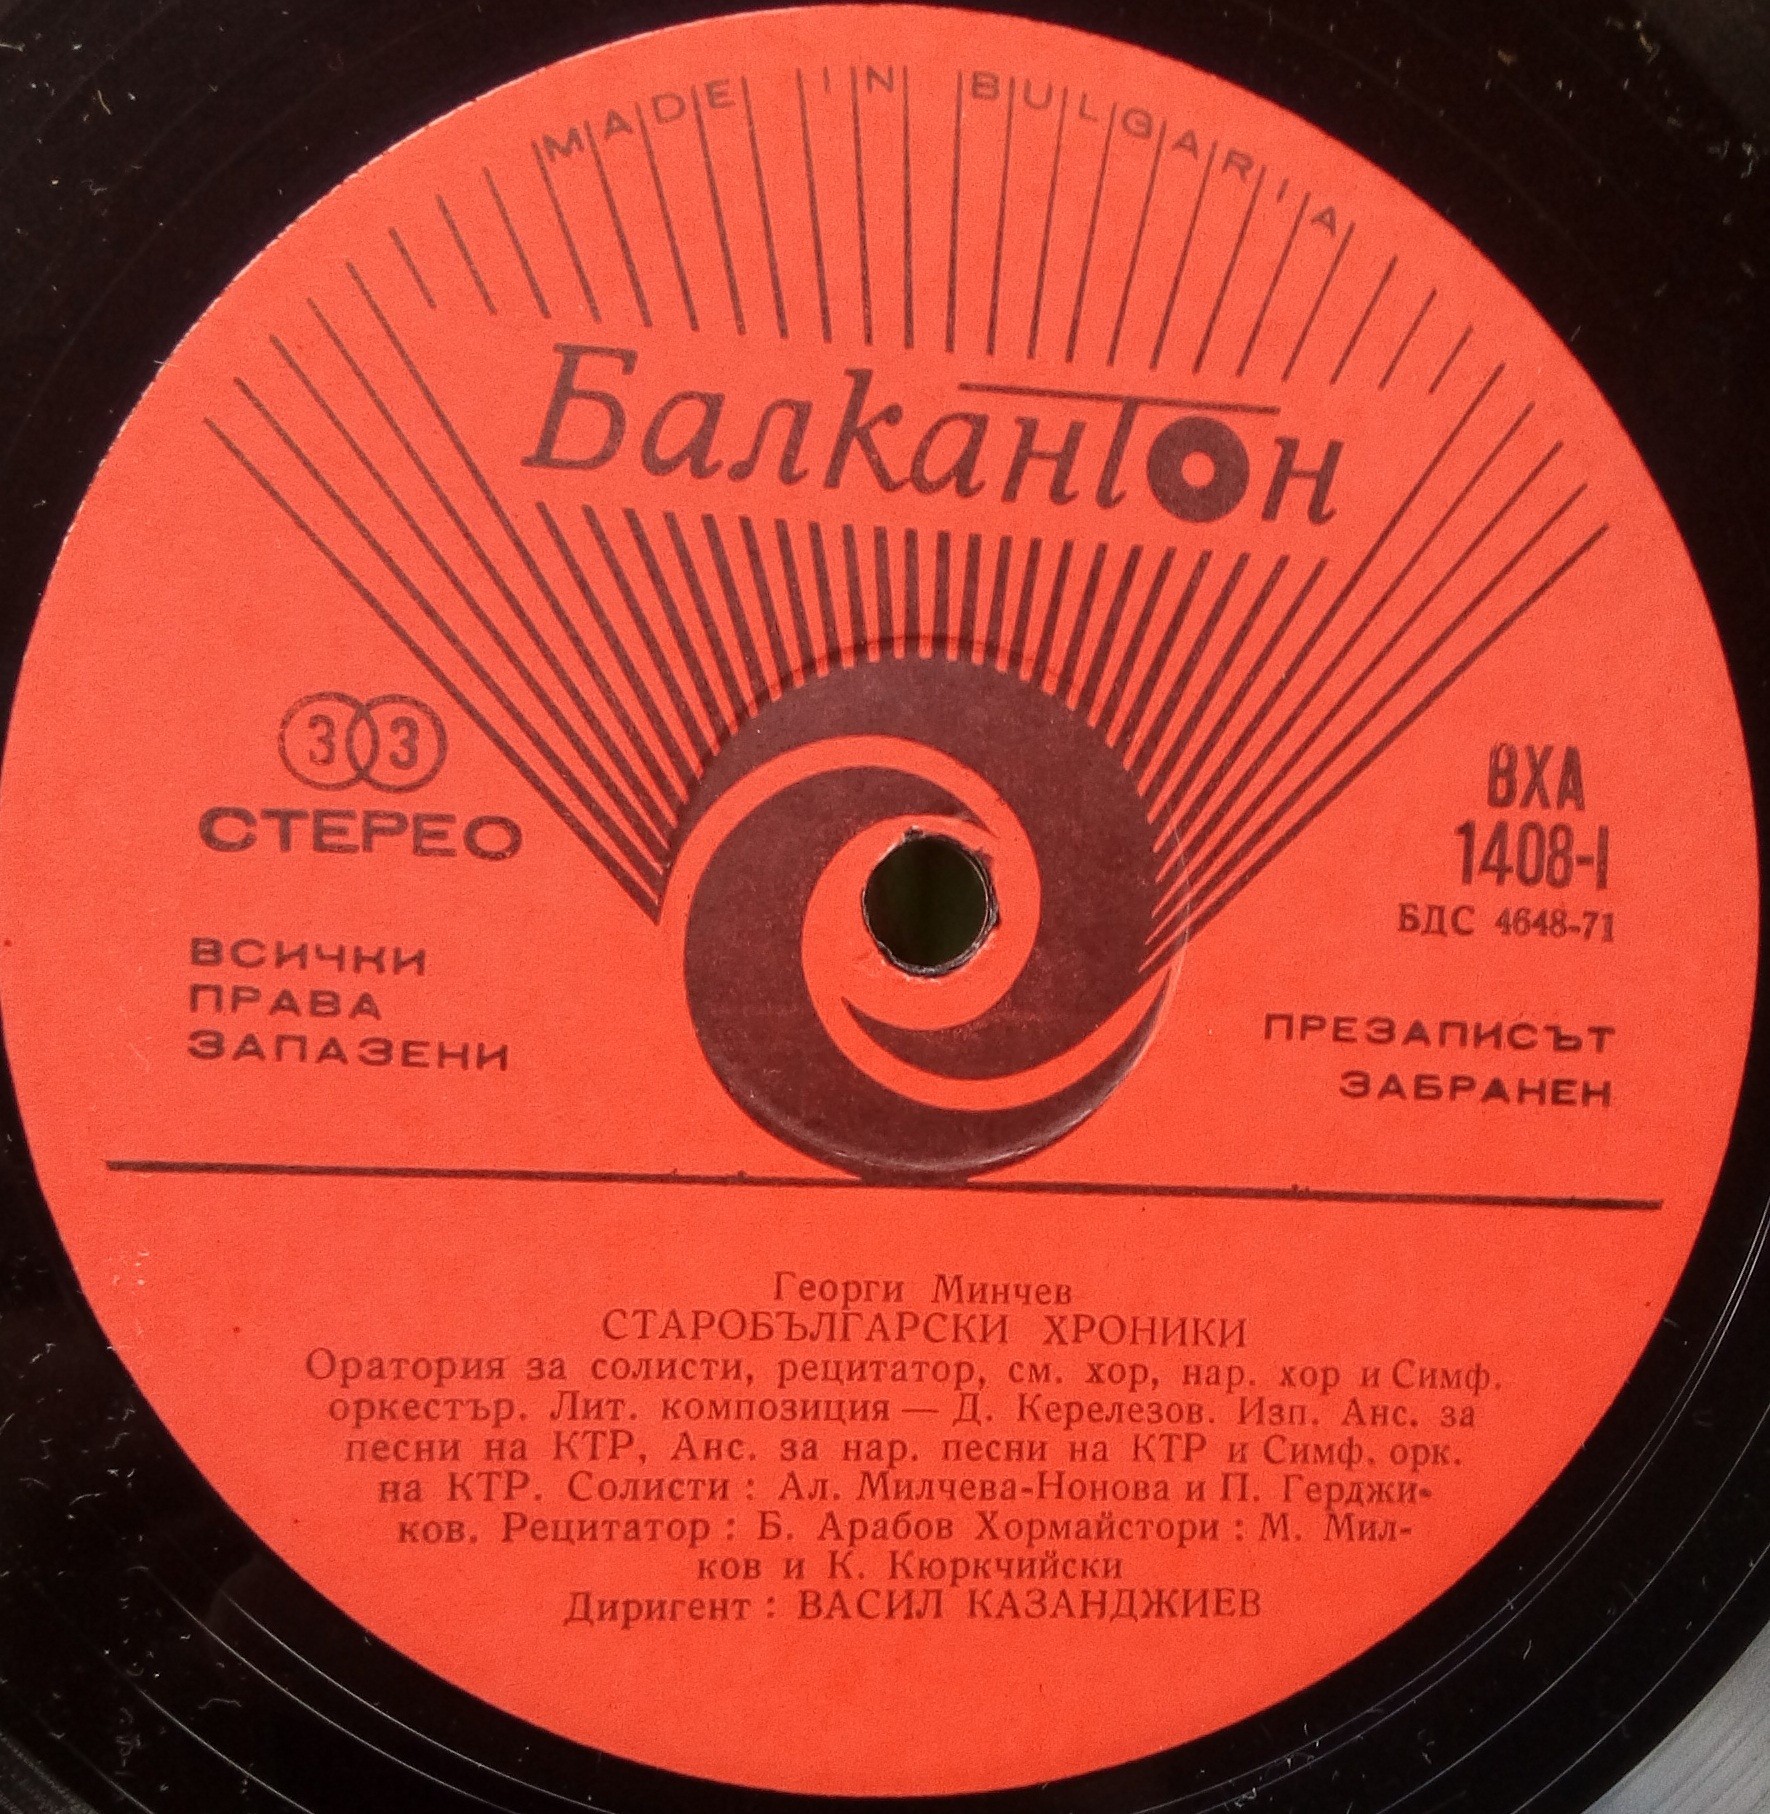 MADE IN BULGARIA
Балкантон
33
СТЕРЕО
ВХА
1408-I
БДС 4648-71
ВСИЧКИ
ПРАВА
ЗАПАЗЕНИ
ПРЕЗАПИСЪТ
ЗАБРАНЕН
Георги Минчев
СТАРОБЪЛГАРСКИ ХРОНИКИ
Оратория за солисти, рецитатор, см. хор, нар. хор и Симф.
оркестър. Лит. композиция — Д. Керелезов. Изп. Анс. за
песни на КТР, Анс. за нар. песни на КТР и Симф. орк.
на КТР. Солисти : Ал. Милчева-Нонова и П. Герджи-
ков. Рецитатор : Б. Арабов Хормайстори : М. Мил-
ков и К. Кюркчийски
Диригент : ВАСИЛ КАЗАНДЖИЕВ